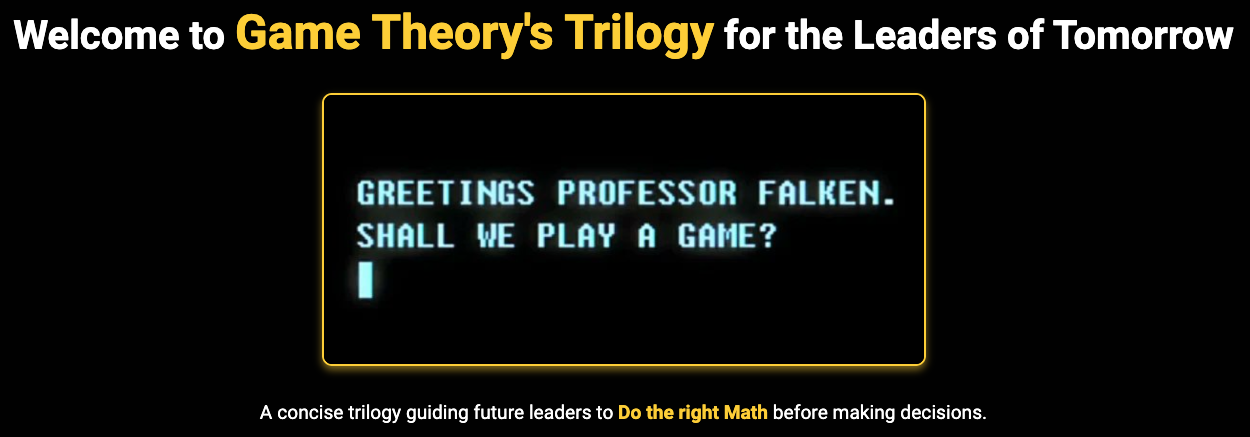 Welcome to Game Theory's Trilogy for the Leaders of Tomorrow
GREETINGS PROFESSOR FALKEN.
SHALL WE PLAY A GAME?
A concise trilogy guiding future leaders to Do the right Math before making decisions.